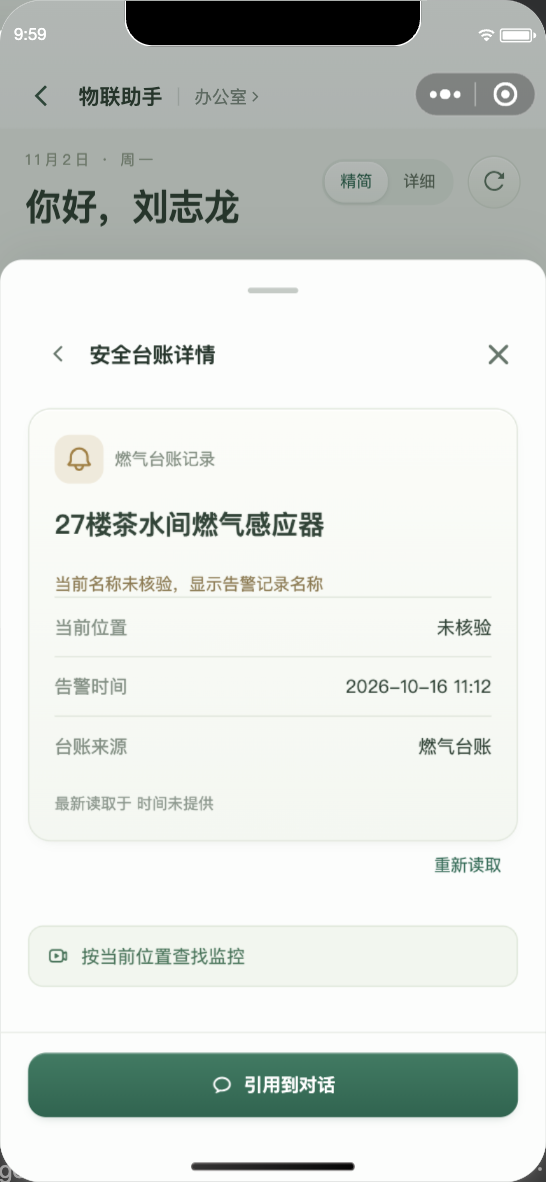 9:59
物联助手 办公室
11月2日 · 周一
你好，刘志龙
精简 详细
安全台账详情
燃气台账记录
27楼茶水间燃气感应器
当前名称未核验，显示告警记录名称
当前位置 未核验
告警时间 2026-10-16 11:12
台账来源 燃气台账
最新读取于 时间未提供
重新读取
按当前位置查找监控
引用到对话